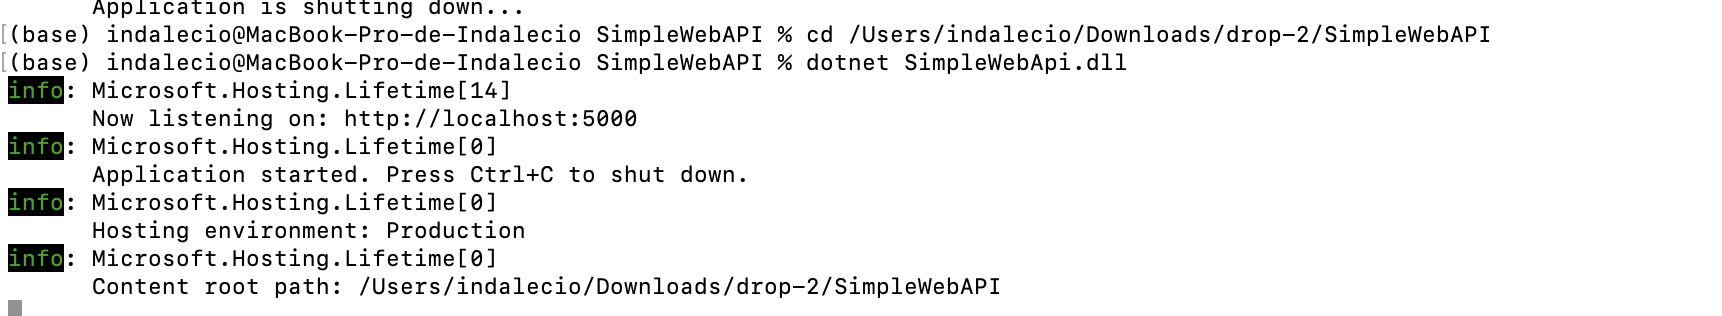 Application is shutting down...
[(base) indalecio@MacBook-Pro-de-Indalecio SimpleWebAPI % cd /Users/indalecio/Downloads/drop-2/SimpleWebAPI
[(base) indalecio@MacBook-Pro-de-Indalecio SimpleWebAPI % dotnet SimpleWebApi.dll
info: Microsoft.Hosting.Lifetime[14]
Now listening on: http://localhost:5000
info: Microsoft.Hosting.Lifetime[0]
Application started. Press Ctrl+C to shut down.
info: Microsoft.Hosting.Lifetime[0]
Hosting environment: Production
info: Microsoft.Hosting.Lifetime[0]
Content root path: /Users/indalecio/Downloads/drop-2/SimpleWebAPI